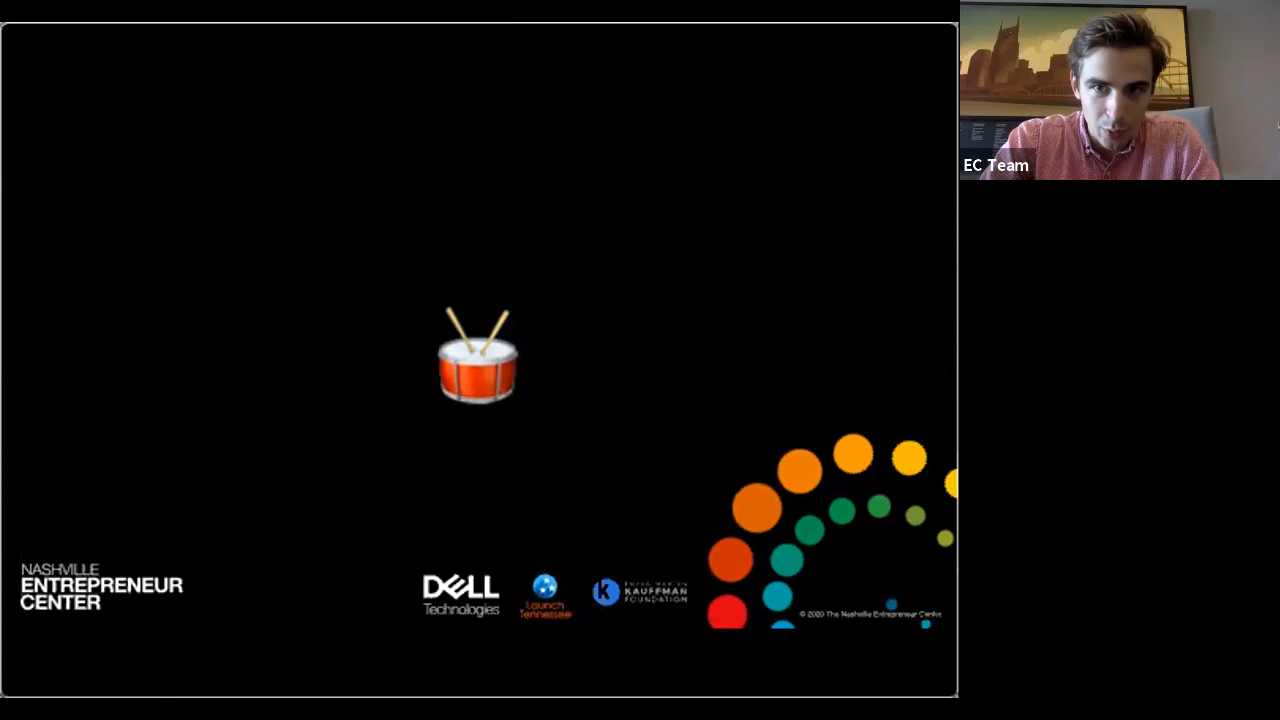 EC Team
NASHVILLE
ENTREPRENEUR
CENTER
DELL
Technologies
Launch
Tennessee
K
KAUFFMAN
FOUNDATION
© 2020 The Nashville Entrepreneur Center